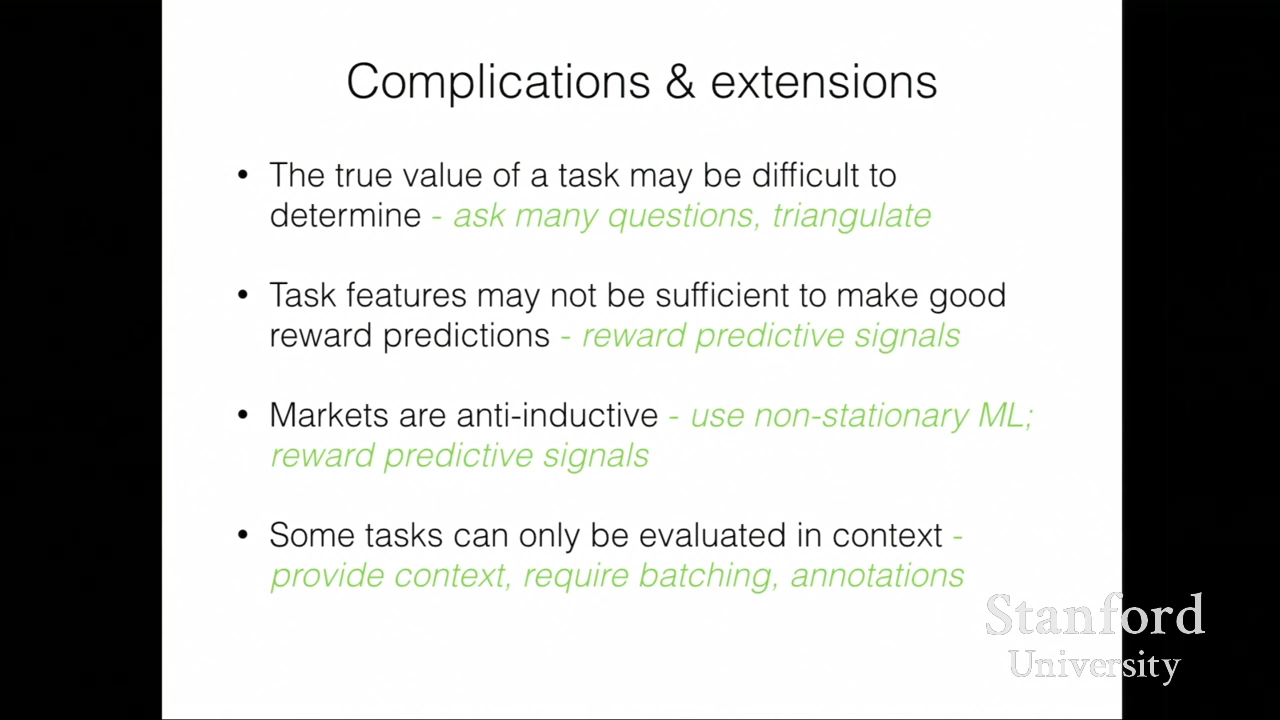 Complications & extensions
• The true value of a task may be difficult to
determine - ask many questions, triangulate
• Task features may not be sufficient to make good
reward predictions - reward predictive signals
• Markets are anti-inductive - use non-stationary ML;
reward predictive signals
• Some tasks can only be evaluated in context -
provide context, require batching, annotations
Stanford
University